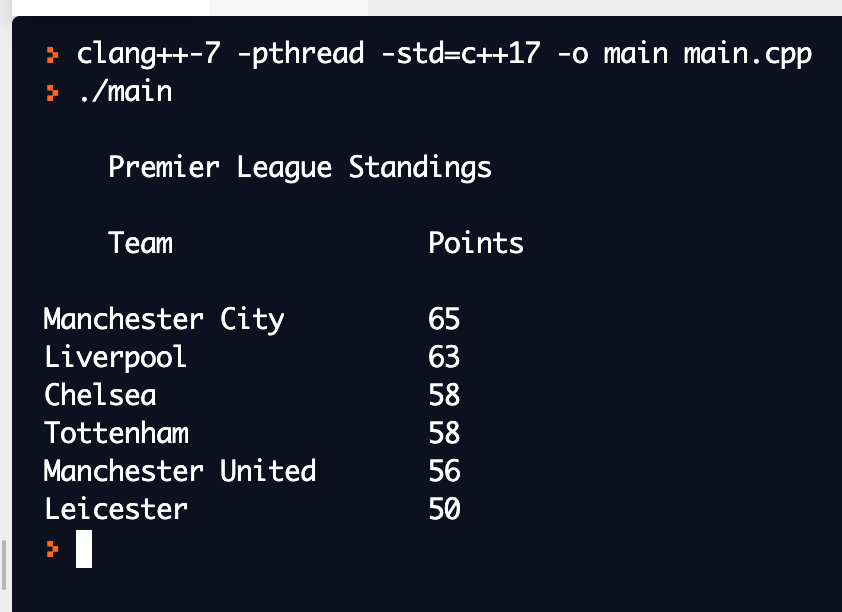 clang++-7 -pthread -std=c++17 -o main main.cpp
./main
Premier League Standings
Team Points
Manchester City 65
Liverpool 63
Chelsea 58
Tottenham 58
Manchester United 56
Leicester 50